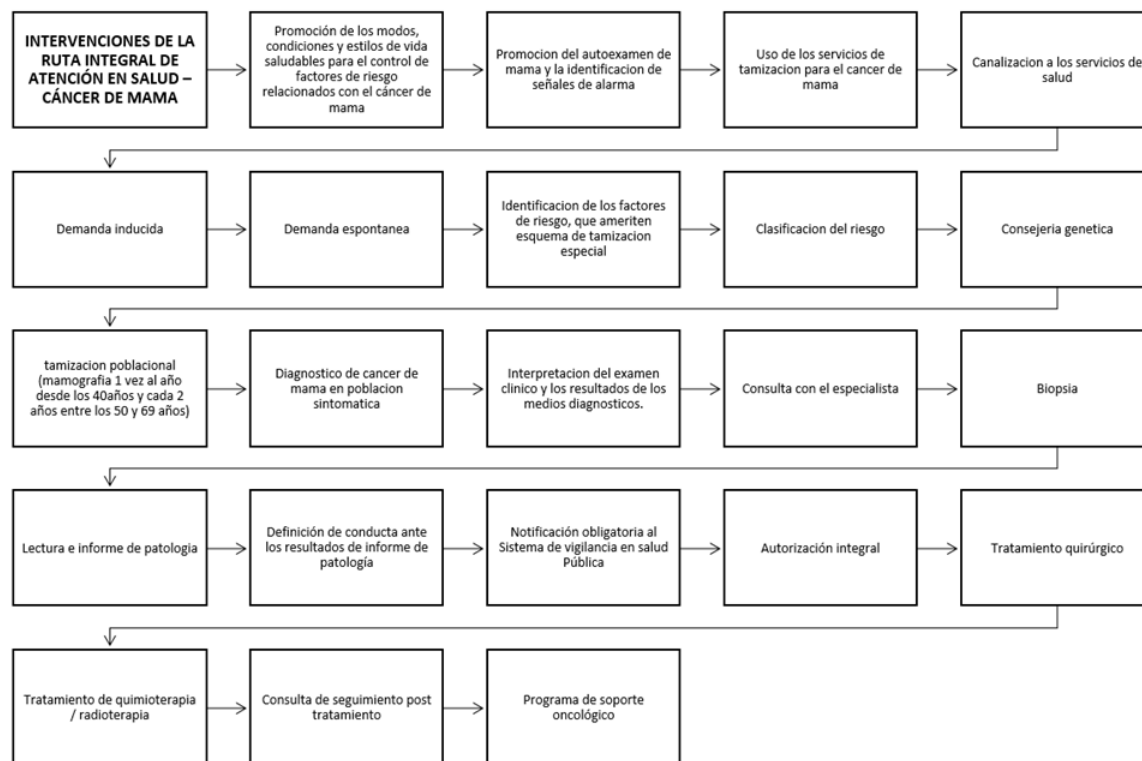 INTERVENCIONES DE LA
RUTA INTEGRAL DE
ATENCIÓN EN SALUD –
CÁNCER DE MAMA
Promoción de los modos,
condiciones y estilos de vida
saludables para el control de
factores de riesgo
relacionados con el cáncer de
mama
Promocion del autoexamen de
mama y la identificacion de
señales de alarma
Uso de los servicios de
tamizacion para el cancer de
mama
Canalizacion a los servicios de
salud
Demanda inducida
Demanda espontanea
Identificacion de los factores
de riesgo, que ameriten
esquema de tamizacion
especial
Clasificacion del riesgo
Consejeria genetica
tamizacion poblacional
(mamografia 1 vez al año
desde los 40años y cada 2
años entre los 50 y 69 años)
Diagnostico de cancer de
mama en poblacion
sintomatica
Interpretacion del examen
clinico y los resultados de los
medios diagnosticos.
Consulta con el especialista
Biopsia
Lectura e informe de patologia
Definición de conducta ante
los resultados de informe de
patología
Notificación obligatoria al
Sistema de vigilancia en salud
Pública
Autorización integral
Tratamiento quirúrgico
Tratamiento de quimioterapia
/ radioterapia
Consulta de seguimiento post
tratamiento
Programa de soporte
oncológico